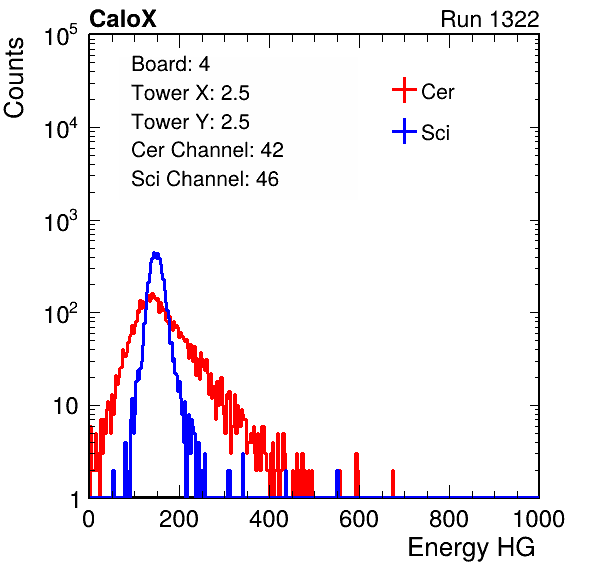 CaloX Run 1322
Counts
10^5
10^4
10^3
10^2
10
1
Board: 4
Tower X: 2.5
Tower Y: 2.5
Cer Channel: 42
Sci Channel: 46
Cer
Sci
0 200 400 600 800 1000
Energy HG